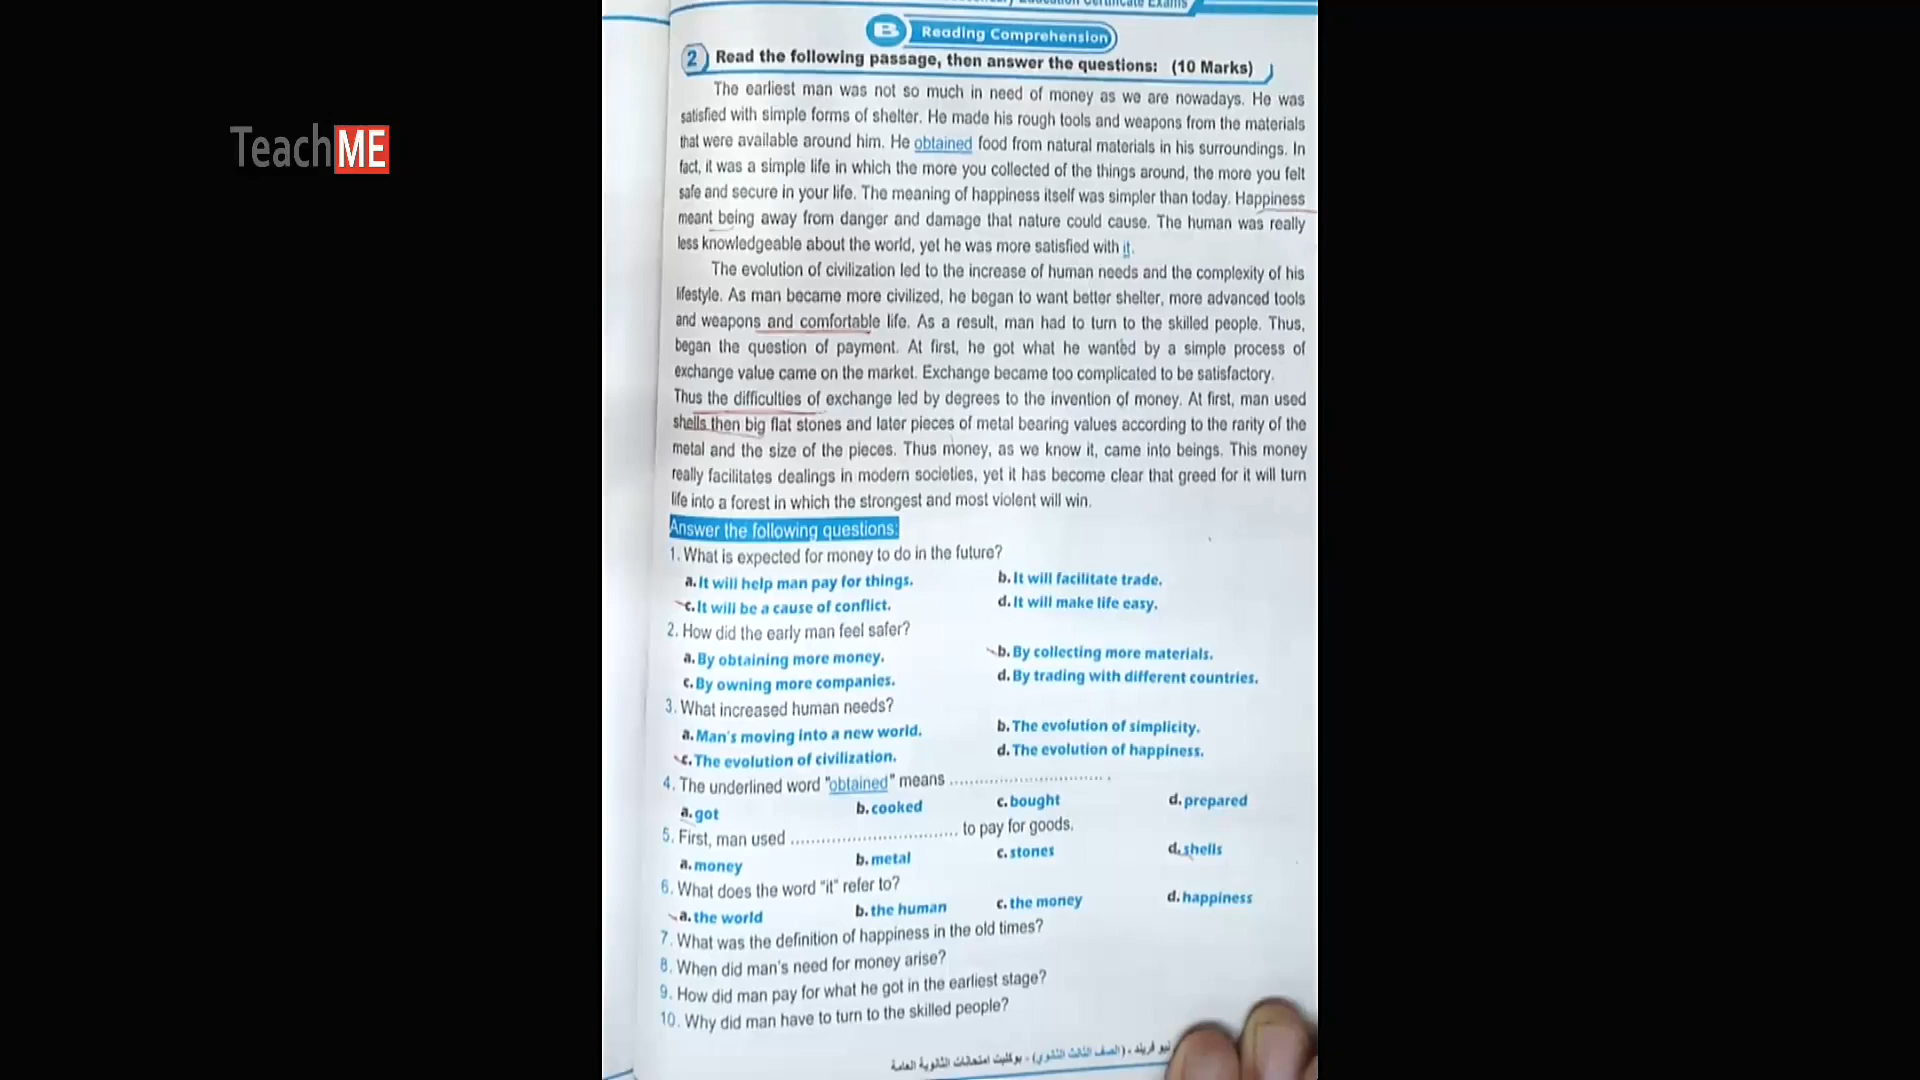 TeachME
Secondary Education Certificate Exams
B Reading Comprehension
2 Read the following passage, then answer the questions: (10 Marks)
The earliest man was not so much in need of money as we are nowadays. He was
satisfied with simple forms of shelter. He made his rough tools and weapons from the materials
that were available around him. He obtained food from natural materials in his surroundings. In
fact, it was a simple life in which the more you collected of the things around, the more you felt
safe and secure in your life. The meaning of happiness itself was simpler than today. Happiness
meant being away from danger and damage that nature could cause. The human was really
less knowledgeable about the world, yet he was more satisfied with it.
The evolution of civilization led to the increase of human needs and the complexity of his
lifestyle. As man became more civilized, he began to want better shelter, more advanced tools
and weapons and comfortable life. As a result, man had to turn to the skilled people. Thus,
began the question of payment. At first, he got what he wanted by a simple process of
exchange value came on the market. Exchange became too complicated to be satisfactory.
Thus the difficulties of exchange led by degrees to the invention of money. At first, man used
shells then big flat stones and later pieces of metal bearing values according to the rarity of the
metal and the size of the pieces. Thus money, as we know it, came into beings. This money
really facilitates dealings in modern societies, yet it has become clear that greed for it will turn
life into a forest in which the strongest and most violent will win.
Answer the following questions:
1. What is expected for money to do in the future?
a. It will help man pay for things. b. It will facilitate trade.
c. It will be a cause of conflict. d. It will make life easy.
2. How did the early man feel safer?
a. By obtaining more money. b. By collecting more materials.
c. By owning more companies. d. By trading with different countries.
3. What increased human needs?
a. Man's moving into a new world. b. The evolution of simplicity.
c. The evolution of civilization. d. The evolution of happiness.
4. The underlined word "obtained" means ............................... .
a. got b. cooked c. bought d. prepared
5. First, man used ................................ to pay for goods.
a. money b. metal c. stones d. shells
6. What does the word "it" refer to?
a. the world b. the human c. the money d. happiness
7. What was the definition of happiness in the old times?
8. When did man's need for money arise?
9. How did man pay for what he got in the earliest stage?
10. Why did man have to turn to the skilled people?
نيو فريند - (الصف الثالث الثانوي) - بوكليت امتحانات الثانوية العامة